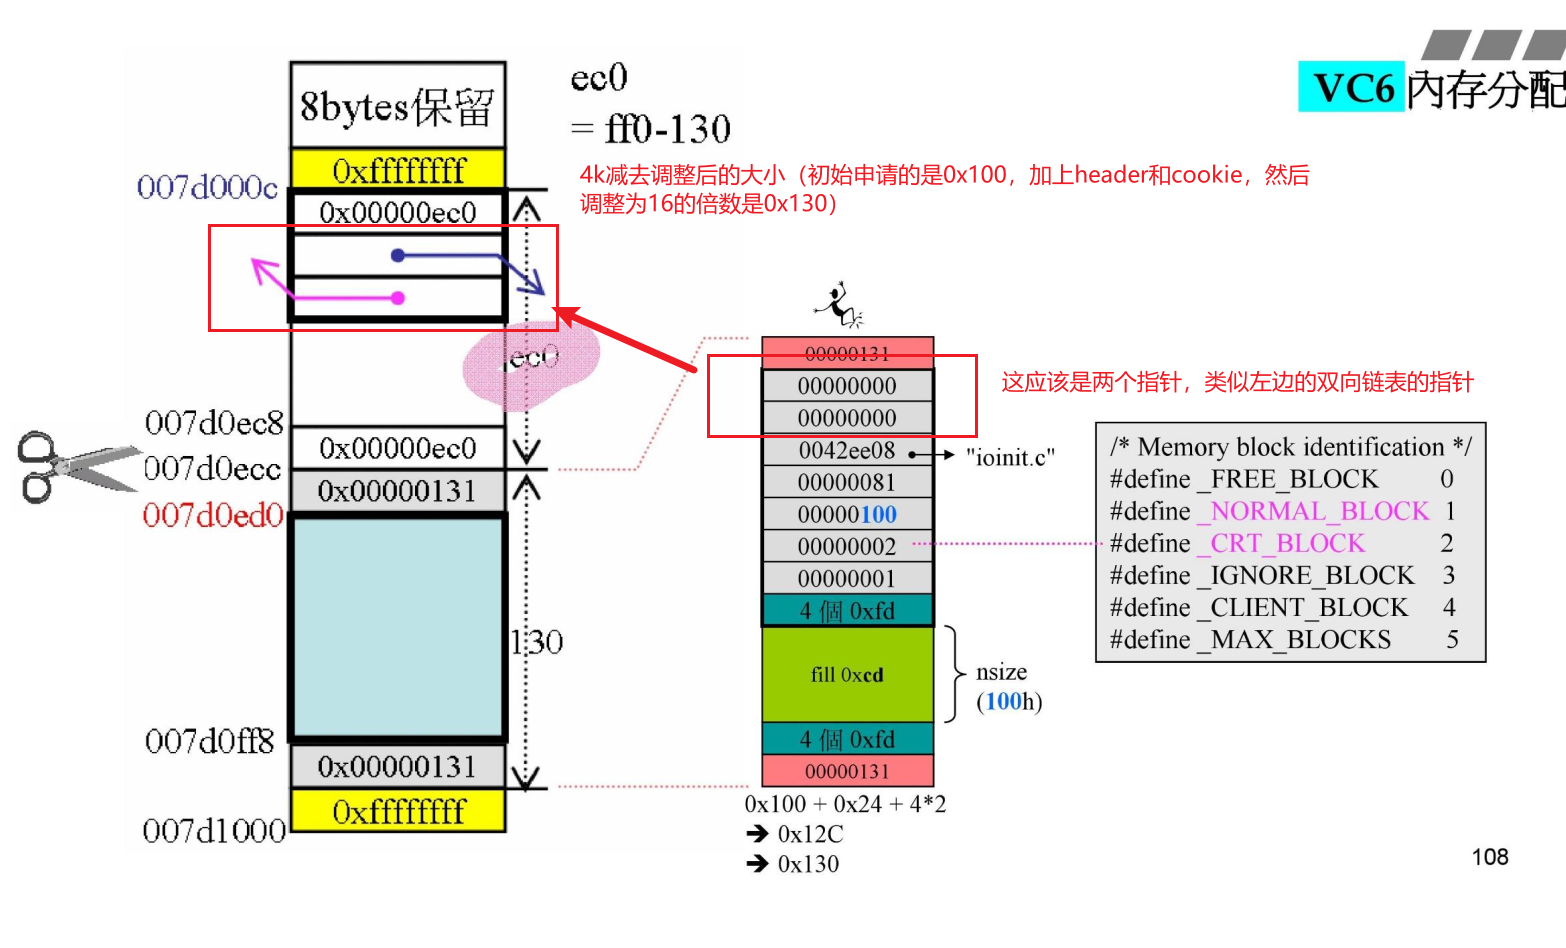 VC6 內存分配
8bytes保留
0xffffffff
007d000c
0x00000ec0
ec0
= ff0-130
4k减去调整后的大小（初始申请的是0x100，加上header和cookie，然后
调整为16的倍数是0x130）
ec0
007d0ec8
0x00000ec0
007d0ecc
0x00000131
007d0ed0
130
007d0ff8
0x00000131
0xffffffff
007d1000
00000131
00000000
00000000
0042ee08
"ioinit.c"
00000081
00000100
00000002
00000001
4 個 0xfd
fill 0xcd
nsize
(100h)
4 個 0xfd
00000131
0x100 + 0x24 + 4*2
➔ 0x12C
➔ 0x130
这应该是两个指针，类似左边的双向链表的指针
/* Memory block identification */
#define _FREE_BLOCK 0
#define _NORMAL_BLOCK 1
#define _CRT_BLOCK 2
#define _IGNORE_BLOCK 3
#define _CLIENT_BLOCK 4
#define _MAX_BLOCKS 5
108